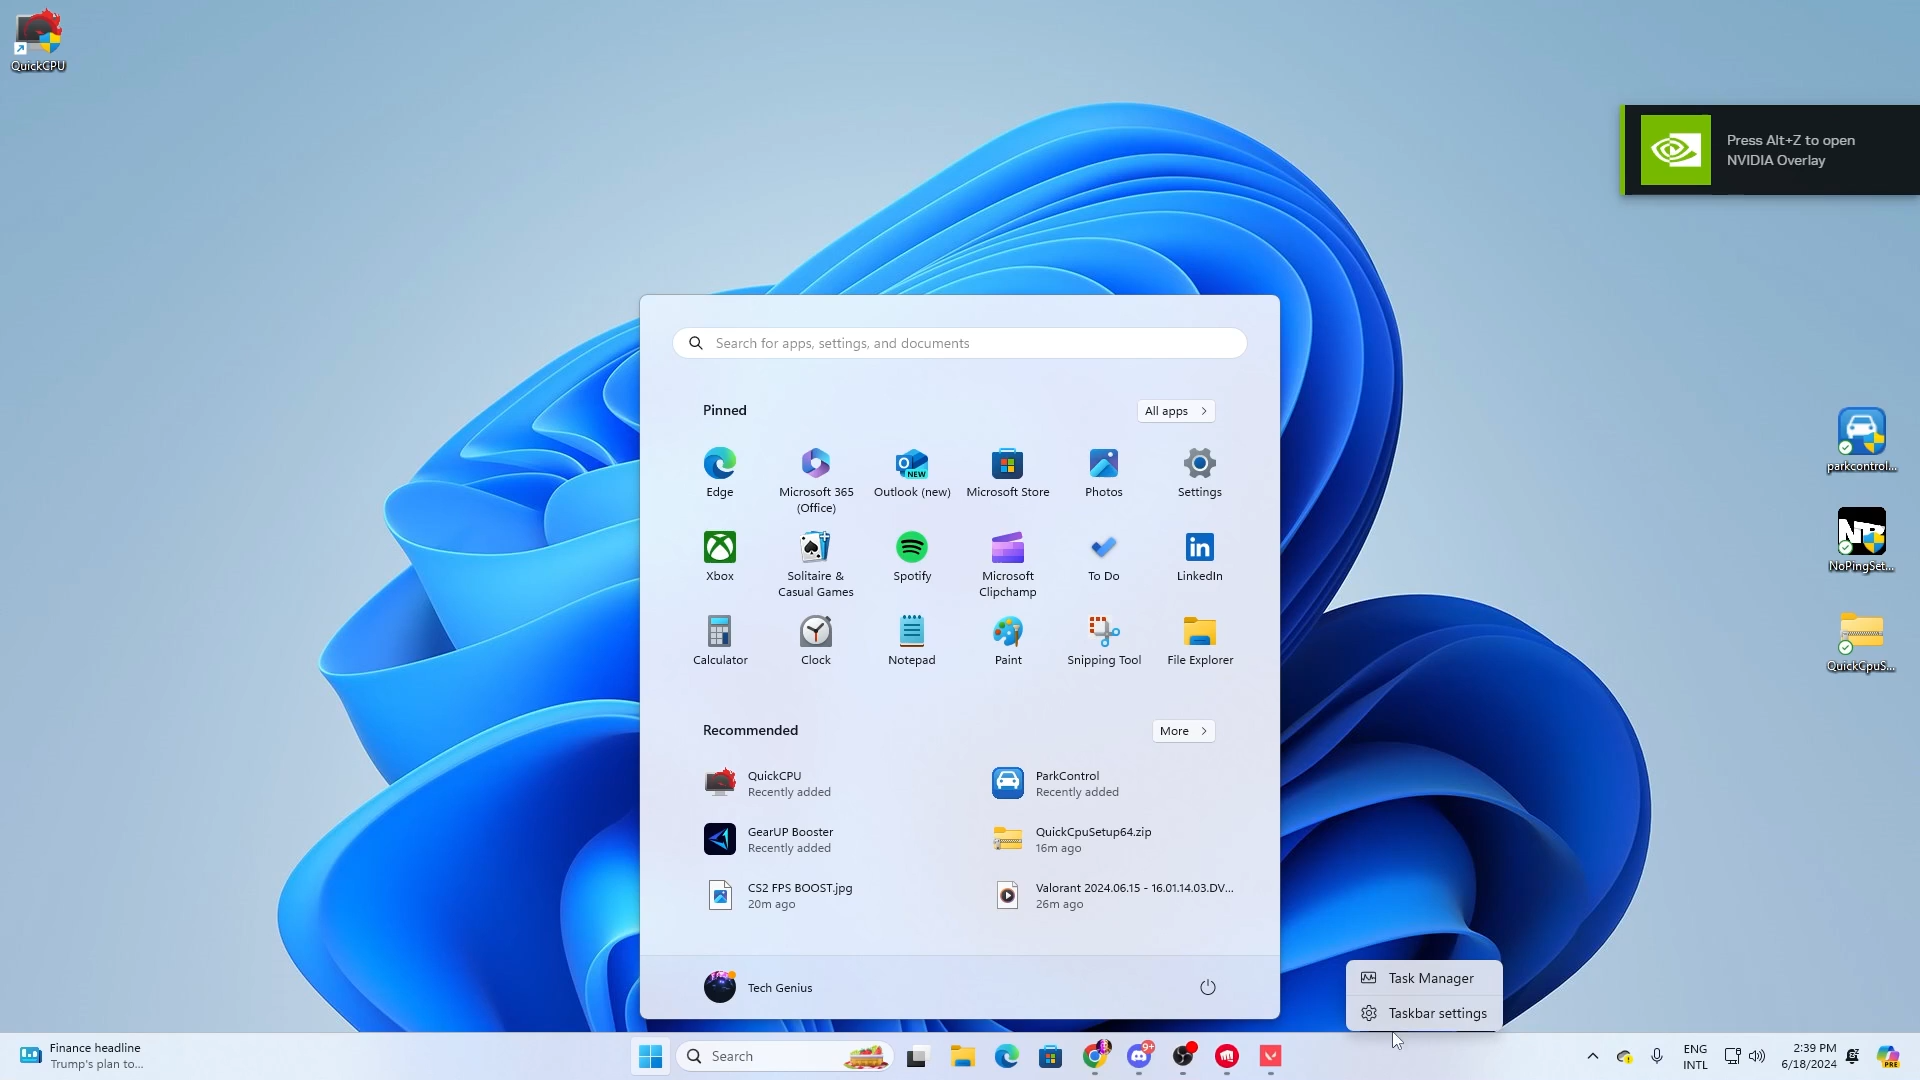 QuickCPU
Press Alt+Z to open
NVIDIA Overlay
Search for apps, settings, and documents
Pinned
All apps
Edge
Microsoft 365
(Office)
Outlook (new)
Microsoft Store
Photos
Settings
Xbox
Solitaire &
Casual Games
Spotify
Microsoft
Clipchamp
To Do
LinkedIn
Calculator
Clock
Notepad
Paint
Snipping Tool
File Explorer
parkcontrol...
NoPingSet...
QuickCpuS...
Recommended
More
QuickCPU
Recently added
ParkControl
Recently added
GearUP Booster
Recently added
QuickCpuSetup64.zip
16m ago
CS2 FPS BOOST.jpg
20m ago
Valorant 2024.06.15 - 16.01.14.03.DV...
26m ago
Tech Genius
Task Manager
Taskbar settings
Finance headline
Trump's plan to...
Search
9+
ENG
INTL
2:39 PM
6/18/2024
PRE